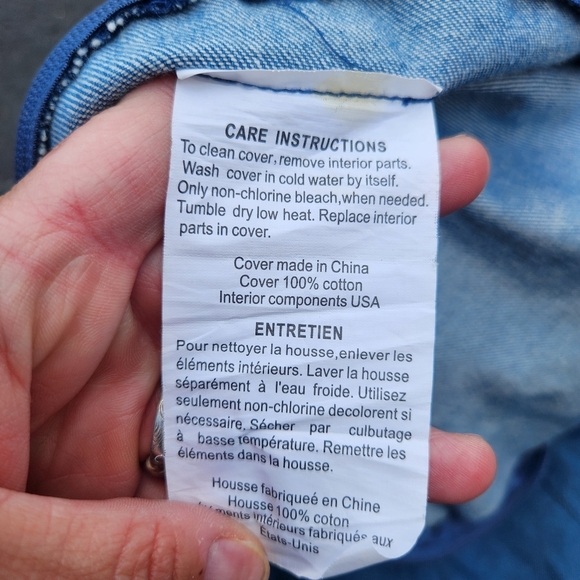 CARE INSTRUCTIONS
To clean cover, remove interior parts.
Wash cover in cold water by itself.
Only non-chlorine bleach,when needed.
Tumble dry low heat. Replace interior
parts in cover.
Cover made in China
Cover 100% cotton
Interior components USA
ENTRETIEN
Pour nettoyer la housse,enlever les
éléments intérieurs. Laver la housse
séparément à l'eau froide. Utilisez
seulement non-chlorine decolorent si
nécessaire. Sécher par culbutage
à basse température. Remettre les
éléments dans la housse.
Housse fabriqueé en Chine
Housse 100% coton
intérieurs fabriqués aux
États-Unis